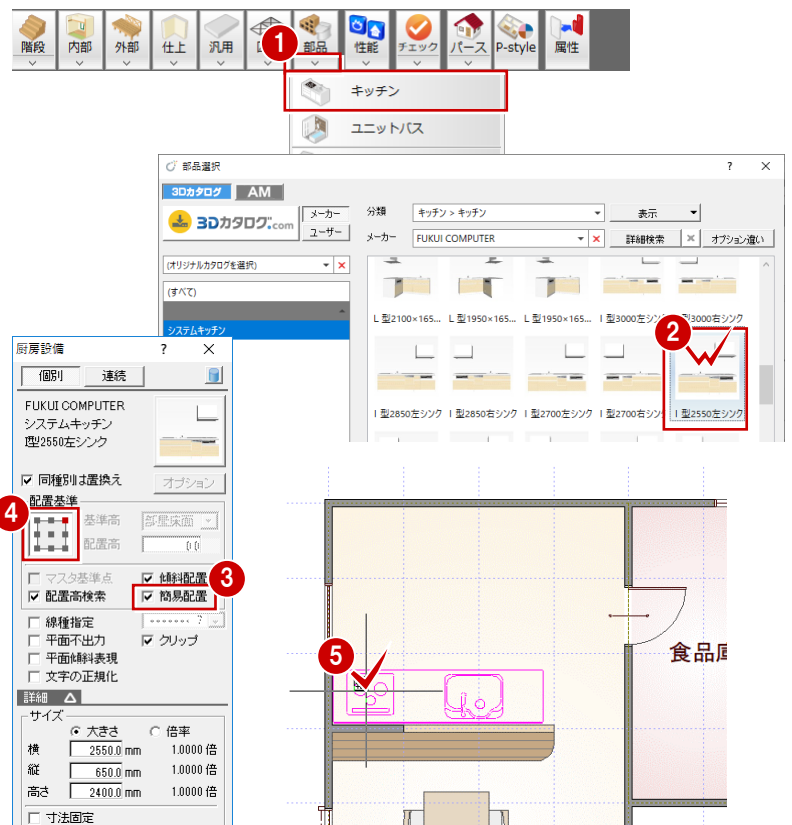 階段 内部 外部 仕上 汎用 部品 性能 チェック パース P-style 属性
1
キッチン
ユニットバス
部品選択 ? ×
3Dカタログ AM
3Dカタログ.com
メーカー
ユーザー
分類 キッチン > キッチン 表示
メーカー FUKUI COMPUTER 詳細検索 オプション違い
(オリジナルカタログを選択)
(すべて)
システムキッチン
L 型2100×165... L 型1950×165... L 型1950×165... I 型3000左シンク 型3000右シンク
2
I 型2850左シンク I 型2850右シンク I 型2700左シンク I 型2700右シンク I 型2550左シンク
厨房設備 ? ×
個別 連続
FUKUI COMPUTER
システムキッチン
I型2550左シンク
同種別は置換え オプション
配置基準
4
基準高 部屋床面
配置高 0.0
マスタ基準点 傾斜配置
3
配置高検索 簡易配置
線種指定 ?
平面不出力 クリップ
平面傾斜表現
文字の正規化
詳細
サイズ
大きさ 倍率
横 2550.0 mm 1.0000 倍
縦 650.0 mm 1.0000 倍
高さ 2400.0 mm 1.0000 倍
寸法固定
5
食品庫